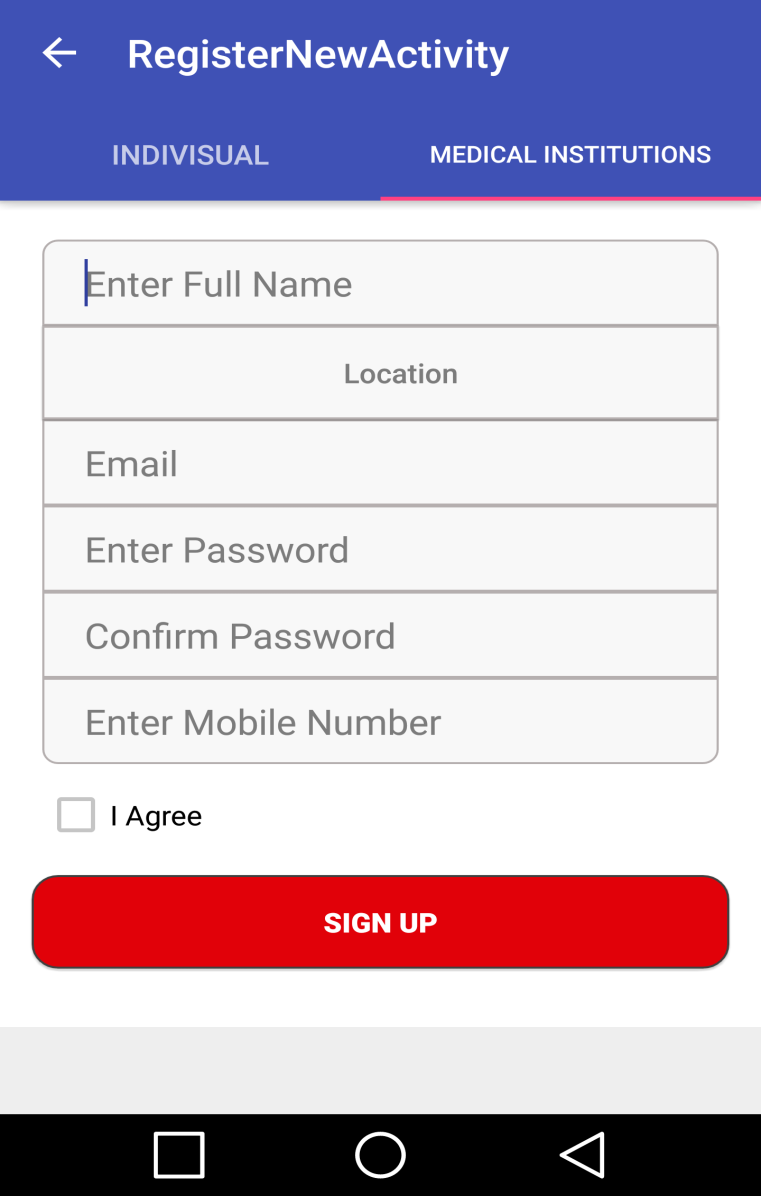 RegisterNewActivity
INDIVISUAL
MEDICAL INSTITUTIONS
Enter Full Name
Location
Email
Enter Password
Confirm Password
Enter Mobile Number
I Agree
SIGN UP